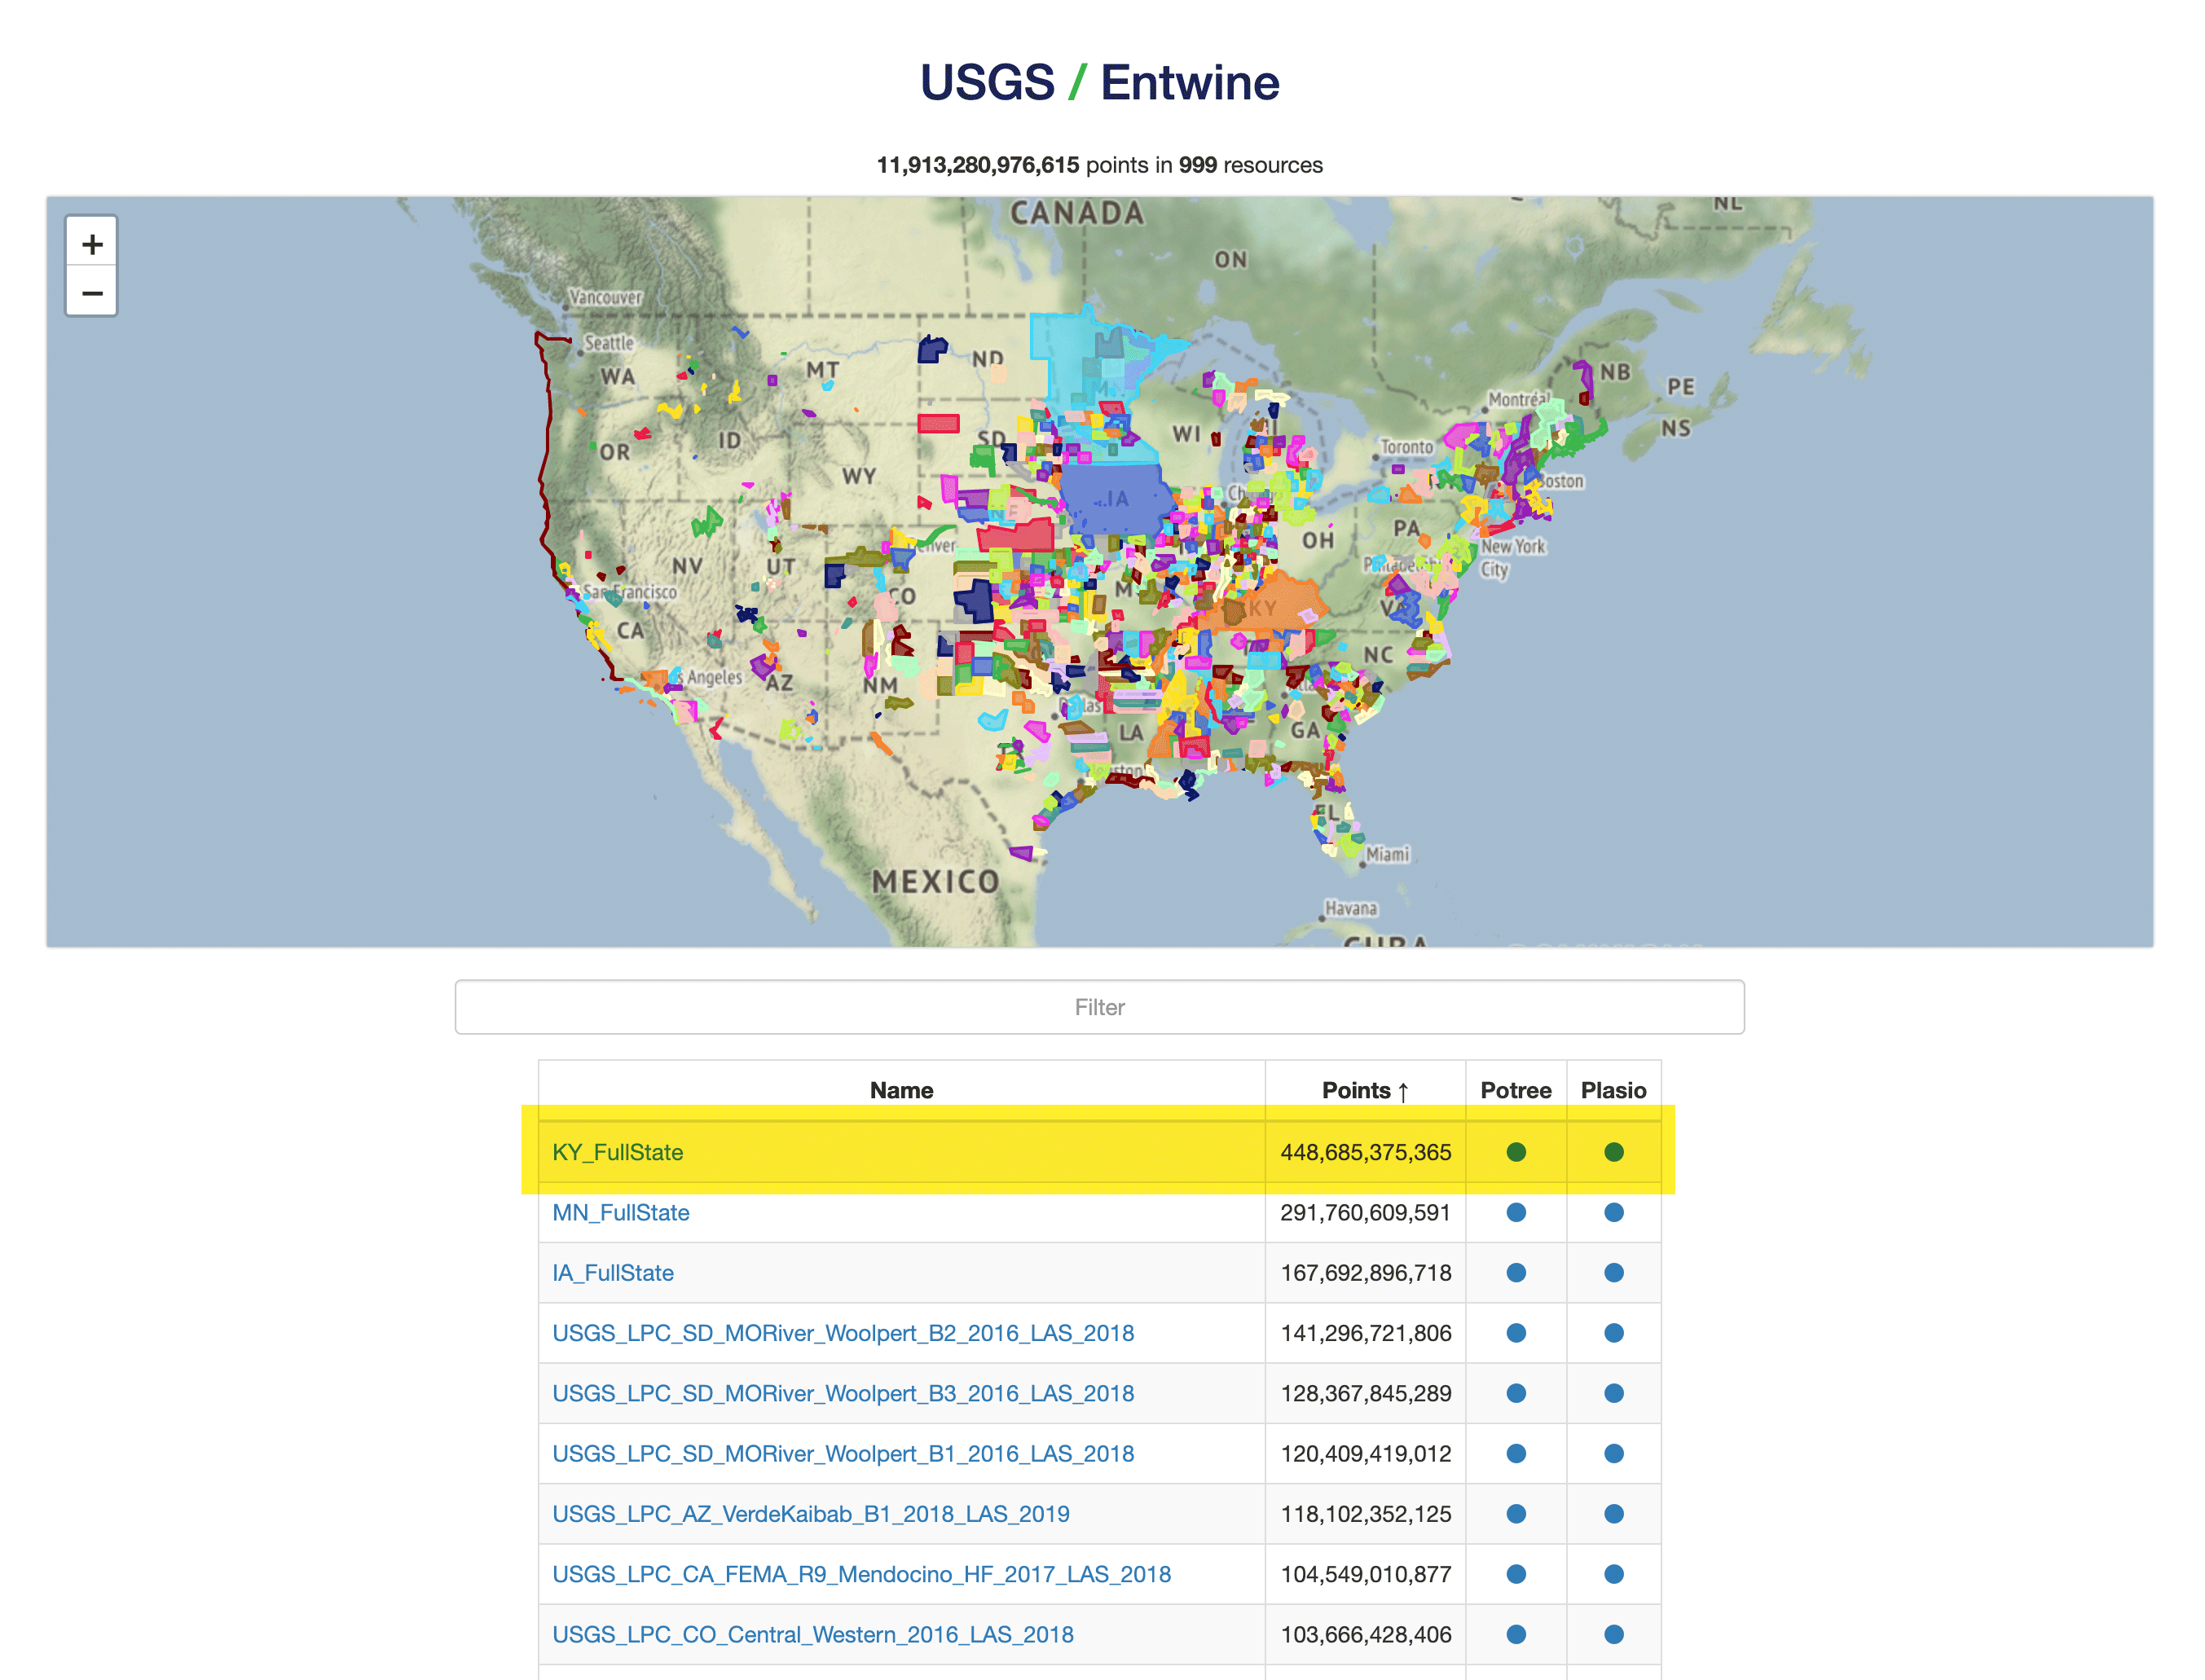 USGS / Entwine
11,913,280,976,615 points in 999 resources
+
−
CANADA
NL
ON
Vancouver
Seattle
WA
MT
ND
NB
PE
Montréal
NS
OR
ID
SD
WI
Toronto
WY
Boston
IA
NV
UT
OH
PA
New York
City
San Francisco
CO
KY
CA
NC
Los Angeles
AZ
NM
LA
GA
FL
Miami
MEXICO
Havana
CUBA
Filter
Name Points ↑ Potree Plasio
KY_FullState 448,685,375,365
MN_FullState 291,760,609,591
IA_FullState 167,692,896,718
USGS_LPC_SD_MORiver_Woolpert_B2_2016_LAS_2018 141,296,721,806
USGS_LPC_SD_MORiver_Woolpert_B3_2016_LAS_2018 128,367,845,289
USGS_LPC_SD_MORiver_Woolpert_B1_2016_LAS_2018 120,409,419,012
USGS_LPC_AZ_VerdeKaibab_B1_2018_LAS_2019 118,102,352,125
USGS_LPC_CA_FEMA_R9_Mendocino_HF_2017_LAS_2018 104,549,010,877
USGS_LPC_CO_Central_Western_2016_LAS_2018 103,666,428,406